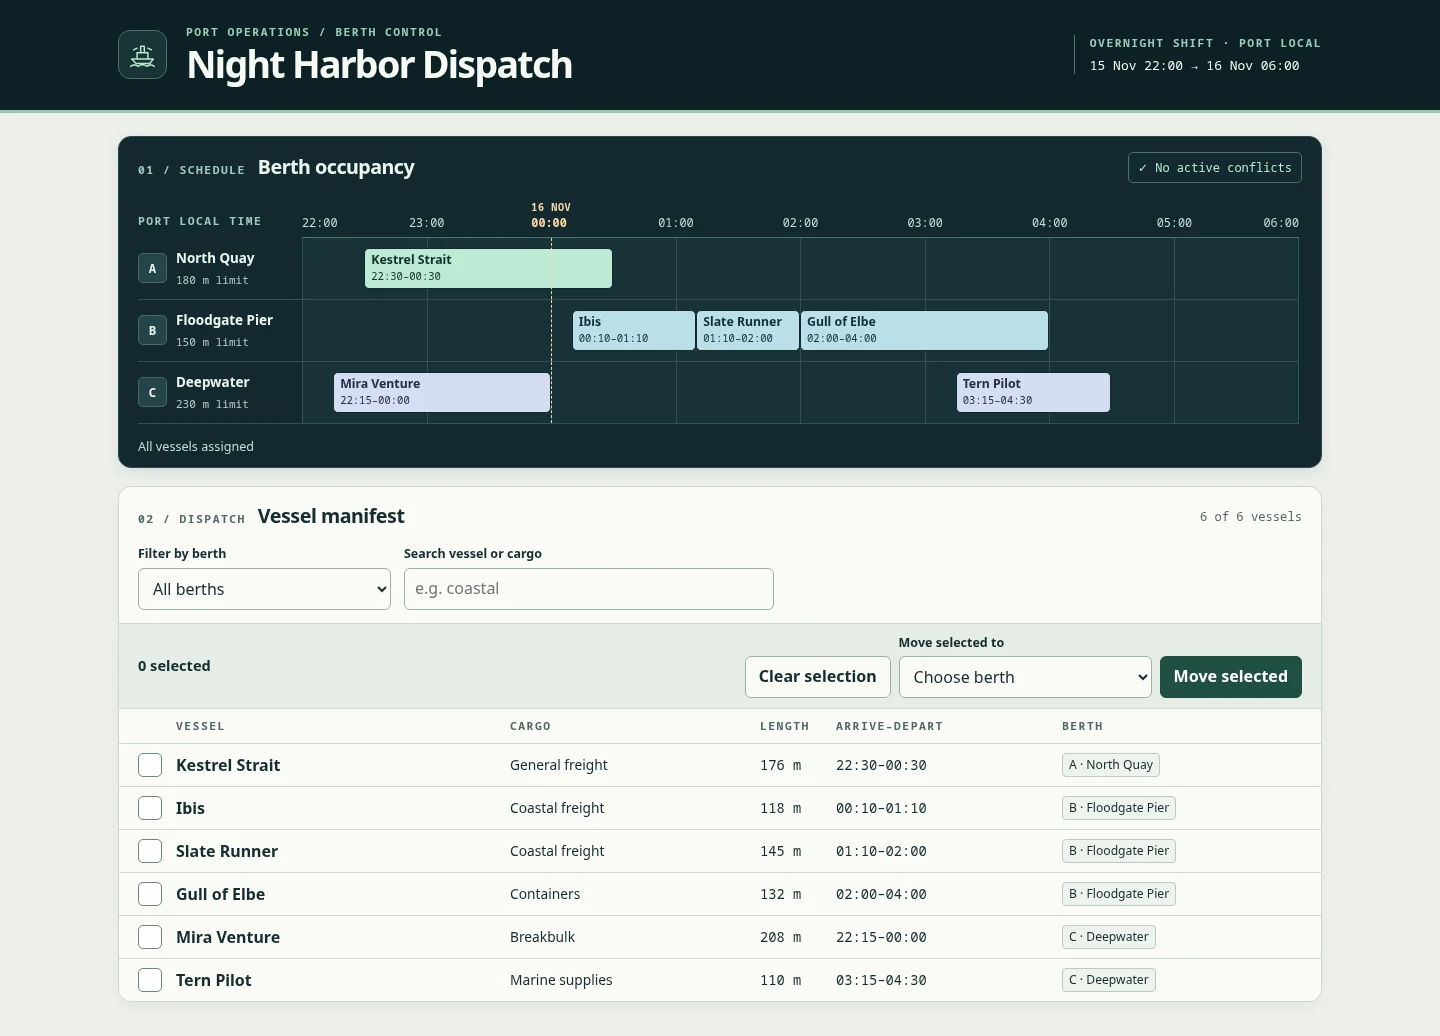 PORT OPERATIONS / BERTH CONTROL
Night Harbor Dispatch
OVERNIGHT SHIFT · PORT LOCAL
15 Nov 22:00 → 16 Nov 06:00
01 / SCHEDULE Berth occupancy
✓ No active conflicts
PORT LOCAL TIME
16 NOV
22:00 23:00 00:00 01:00 02:00 03:00 04:00 05:00 06:00
A North Quay
180 m limit
Kestrel Strait
22:30–00:30
B Floodgate Pier
150 m limit
Ibis
00:10–01:10
Slate Runner
01:10–02:00
Gull of Elbe
02:00–04:00
C Deepwater
230 m limit
Mira Venture
22:15–00:00
Tern Pilot
03:15–04:30
All vessels assigned
02 / DISPATCH Vessel manifest
6 of 6 vessels
Filter by berth
All berths
Search vessel or cargo
e.g. coastal
0 selected
Clear selection
Move selected to
Choose berth
Move selected
VESSEL CARGO LENGTH ARRIVE–DEPART BERTH
Kestrel Strait General freight 176 m 22:30–00:30 A · North Quay
Ibis Coastal freight 118 m 00:10–01:10 B · Floodgate Pier
Slate Runner Coastal freight 145 m 01:10–02:00 B · Floodgate Pier
Gull of Elbe Containers 132 m 02:00–04:00 B · Floodgate Pier
Mira Venture Breakbulk 208 m 22:15–00:00 C · Deepwater
Tern Pilot Marine supplies 110 m 03:15–04:30 C · Deepwater